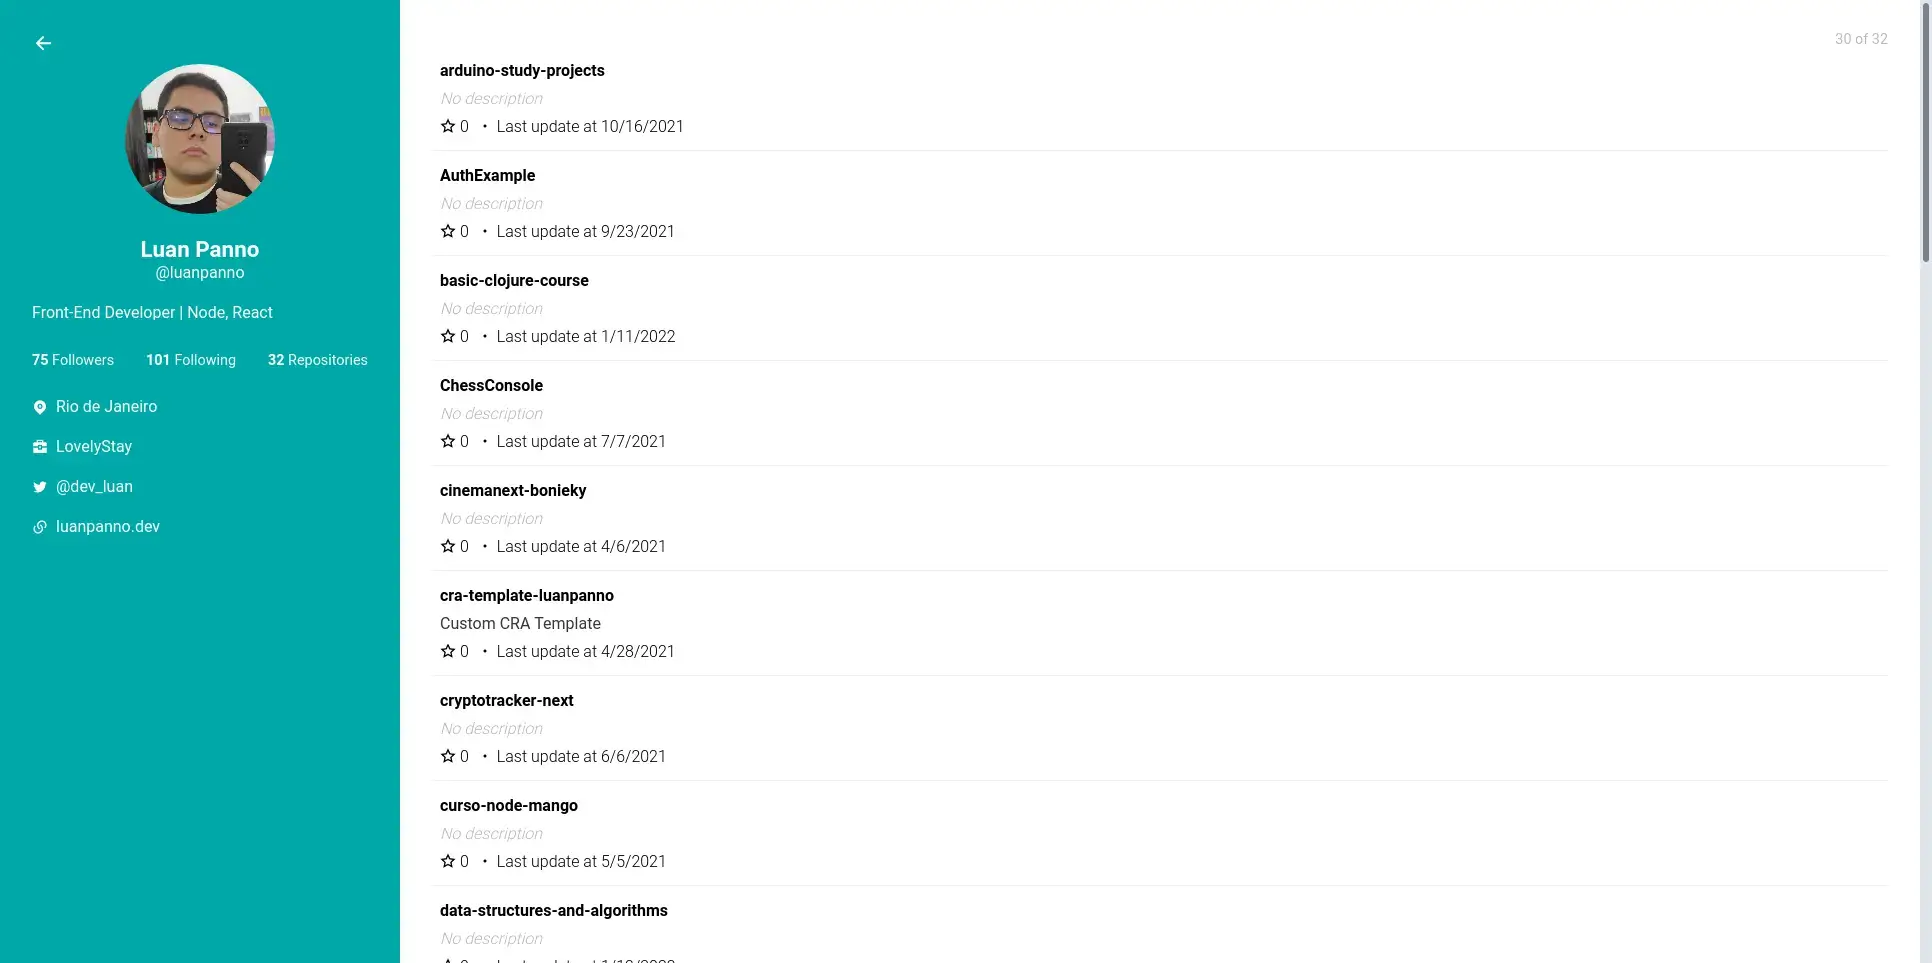 30 of 32
Luan Panno
@luanpanno
Front-End Developer | Node, React
75 Followers 101 Following 32 Repositories
Rio de Janeiro
LovelyStay
@dev_luan
luanpanno.dev
arduino-study-projects
No description
0 • Last update at 10/16/2021
AuthExample
No description
0 • Last update at 9/23/2021
basic-clojure-course
No description
0 • Last update at 1/11/2022
ChessConsole
No description
0 • Last update at 7/7/2021
cinemanext-bonieky
No description
0 • Last update at 4/6/2021
cra-template-luanpanno
Custom CRA Template
0 • Last update at 4/28/2021
cryptotracker-next
No description
0 • Last update at 6/6/2021
curso-node-mango
No description
0 • Last update at 5/5/2021
data-structures-and-algorithms
No description